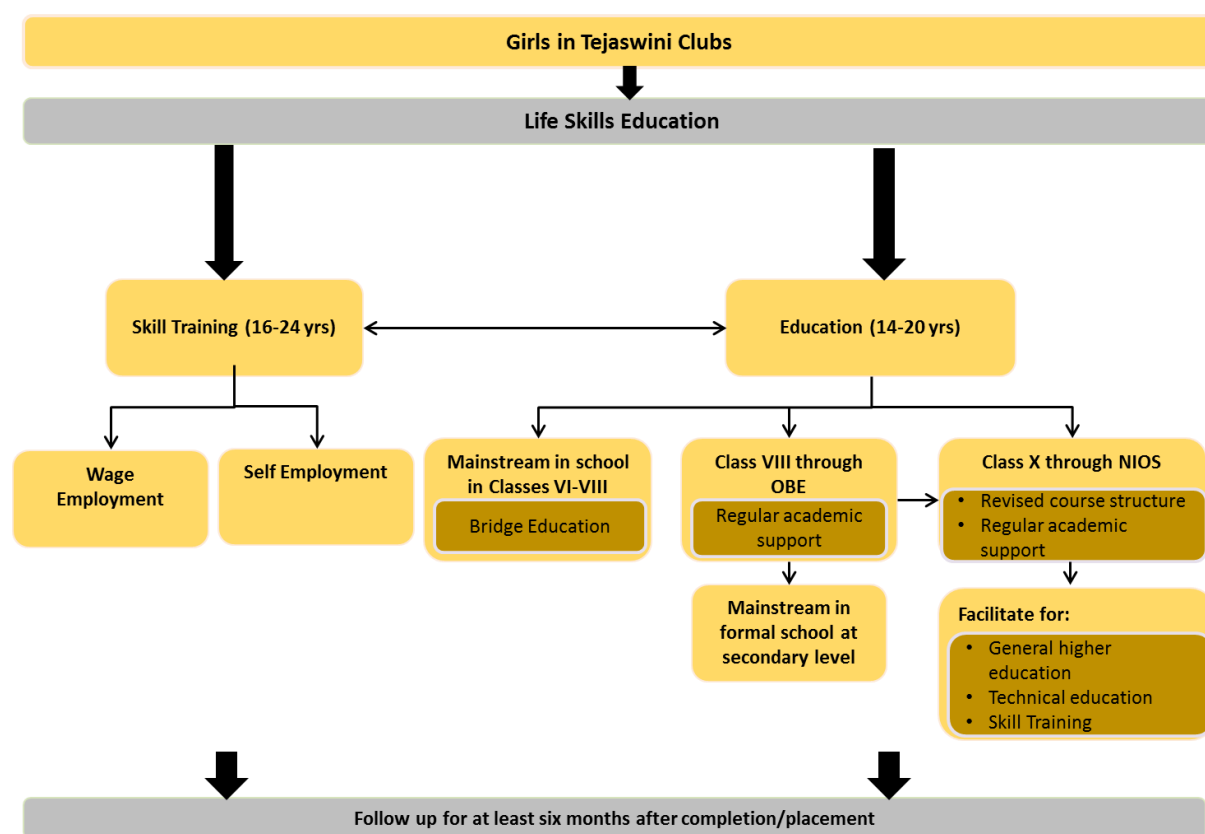 Girls in Tejaswini Clubs
Life Skills Education
Skill Training (16-24 yrs)
Education (14-20 yrs)
Wage
Employment
Self Employment
Mainstream in school
in Classes VI-VIII
Bridge Education
Class VIII through
OBE
Regular academic
support
Class X through NIOS
• Revised course structure
• Regular academic
support
Mainstream in
formal school at
secondary level
Facilitate for:
• General higher
education
• Technical education
• Skill Training
Follow up for at least six months after completion/placement